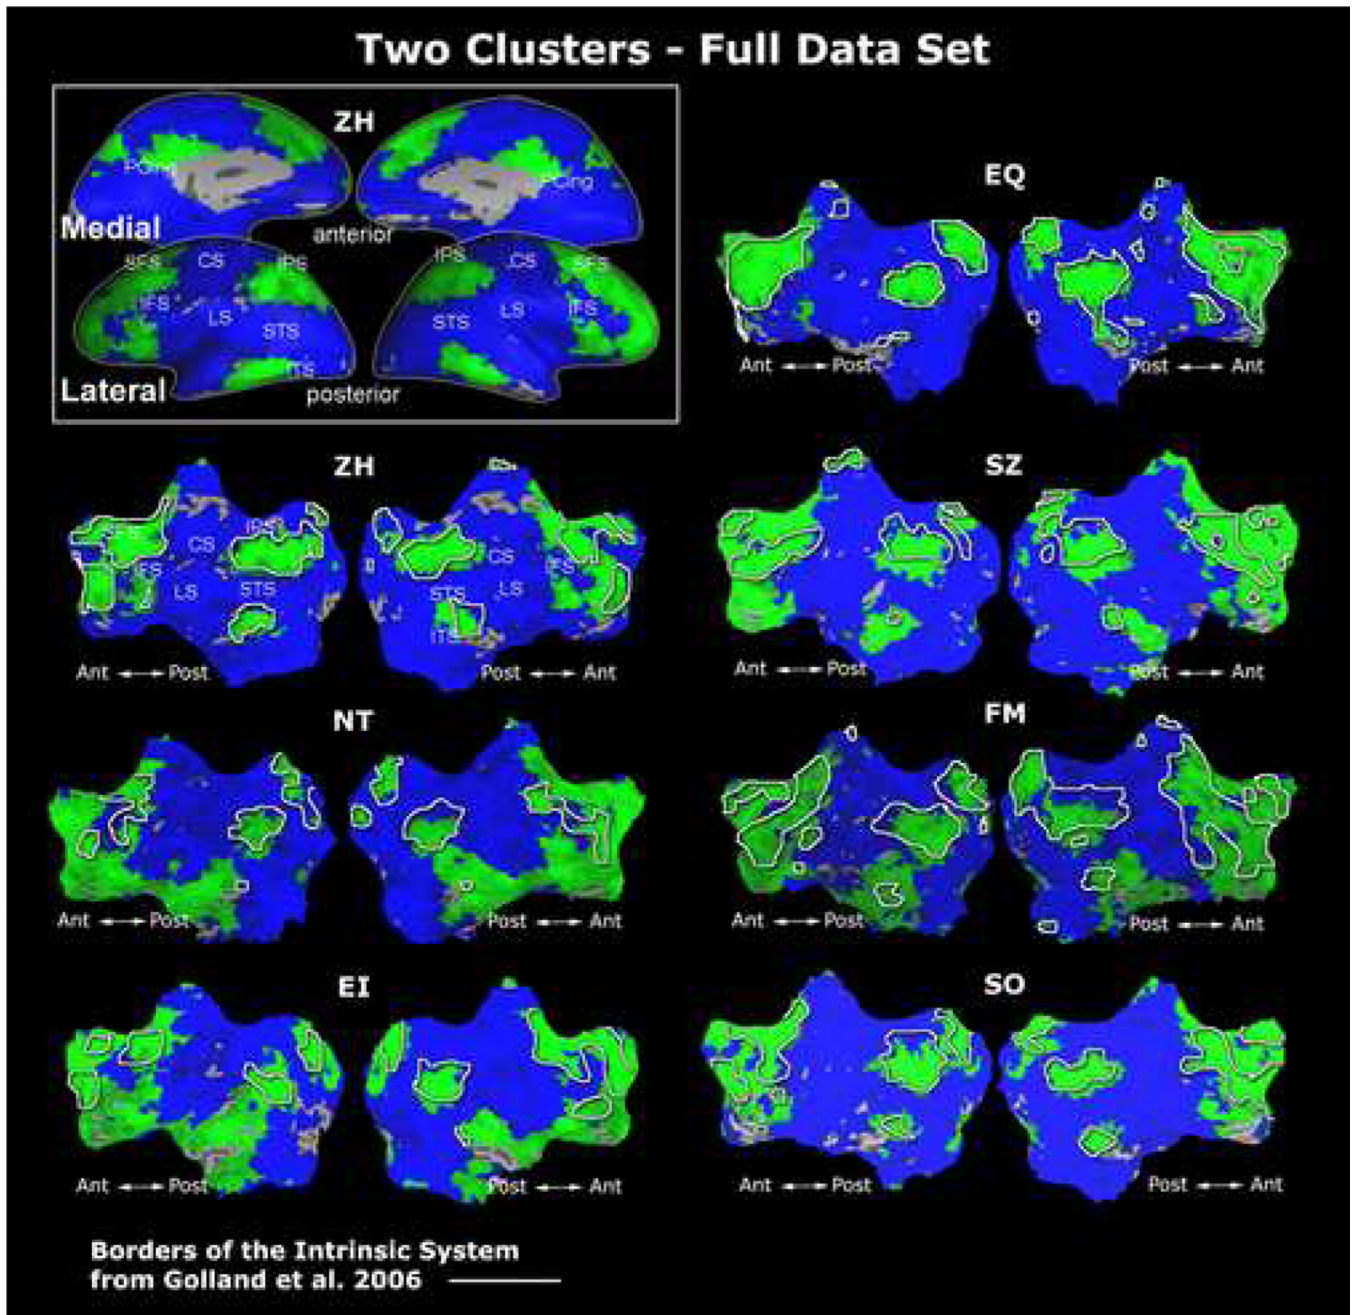 Two Clusters - Full Data Set
ZH
PCing
PCing
Medial
anterior
SFS
CS
IPS
IPS
CS
SFS
IFS
LS
STS
STS
LS
IFS
ITS
Lateral
posterior
EQ
Ant Post
Post Ant
ZH
IPS
CS
CS
IFS
IFS
LS
STS
STS
LS
ITS
Ant Post
Post Ant
SZ
Ant Post
Post Ant
NT
Ant Post
Post Ant
FM
Ant Post
Post Ant
EI
Ant Post
Post Ant
SO
Ant Post
Post Ant
Borders of the Intrinsic System
from Golland et al. 2006